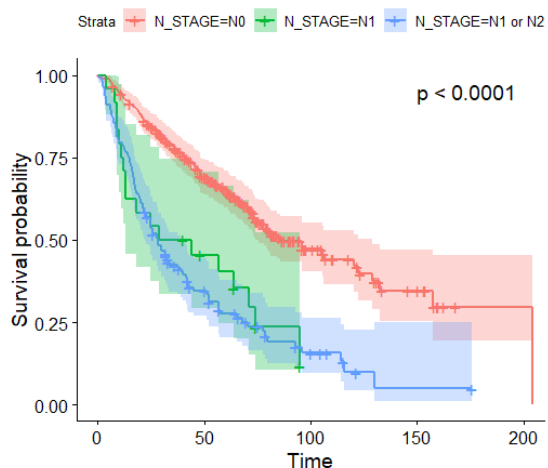 Strata N_STAGE=N0 N_STAGE=N1 N_STAGE=N1 or N2
p < 0.0001
Survival probability
1.00
0.75
0.50
0.25
0.00
0 50 100 150 200
Time